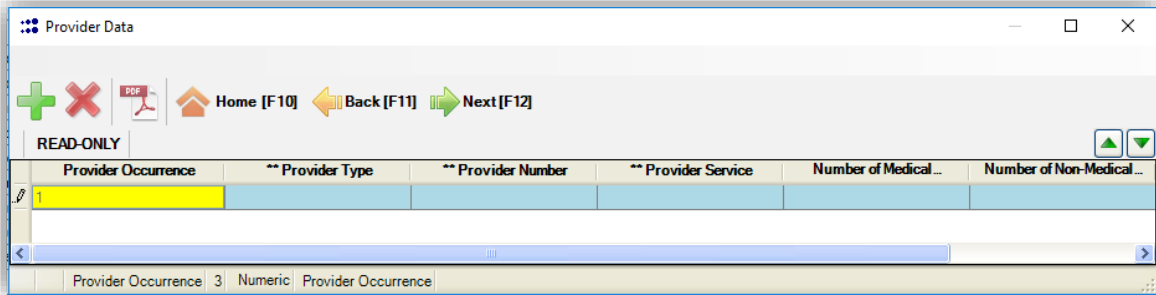 Provider Data
PDF
Home [F10] Back [F11] Next [F12]
READ-ONLY
Provider Occurrence ** Provider Type ** Provider Number ** Provider Service Number of Medical ... Number of Non-Medical ...
1
Provider Occurrence 3 Numeric Provider Occurrence